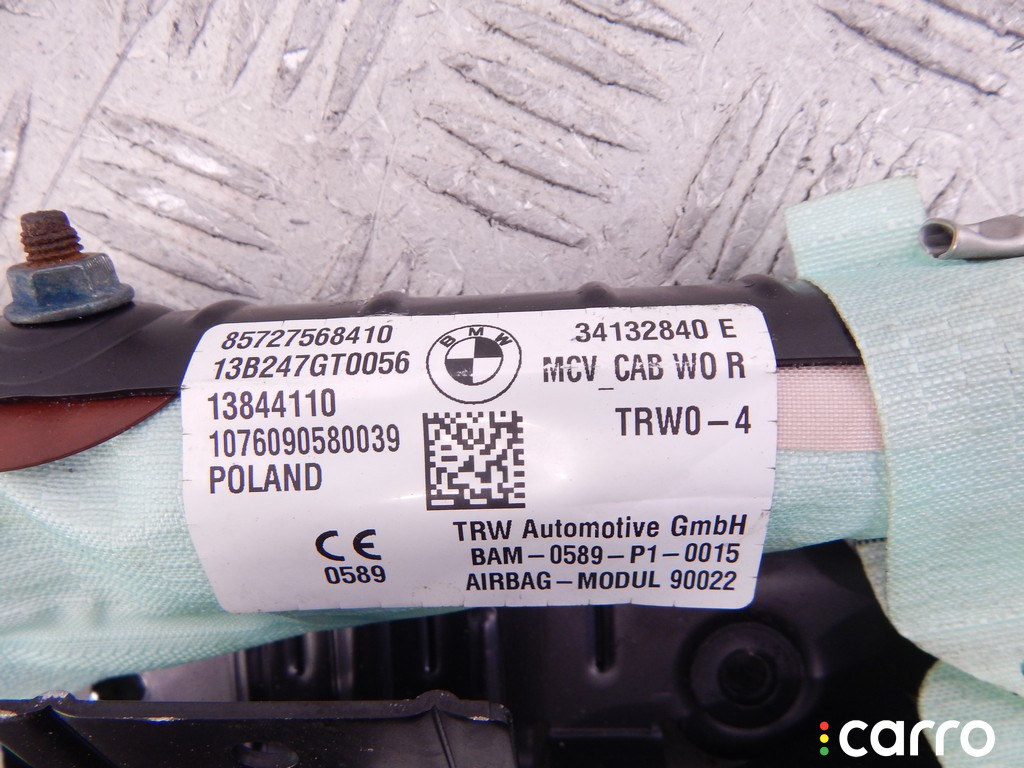 85727568410
13B247GT0056
13844110
1076090580039
POLAND
BMW
34132840 E
MCV_CAB WO R
TRWO-4
CE
0589
TRW Automotive GmbH
BAM-0589-P1-0015
AIRBAG-MODUL 90022
carro